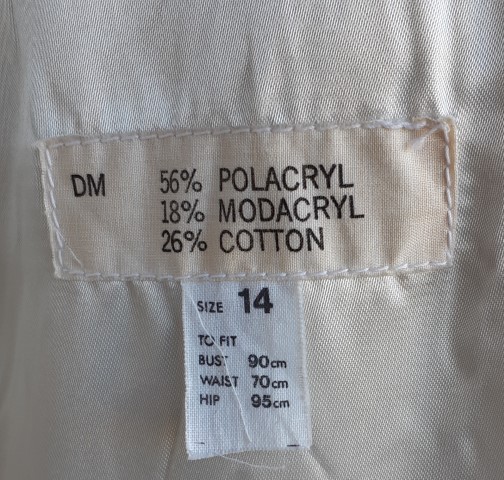 DM 56% POLACRYL
18% MODACRYL
26% COTTON
SIZE 14
TO FIT
BUST 90cm
WAIST 70cm
HIP 95cm